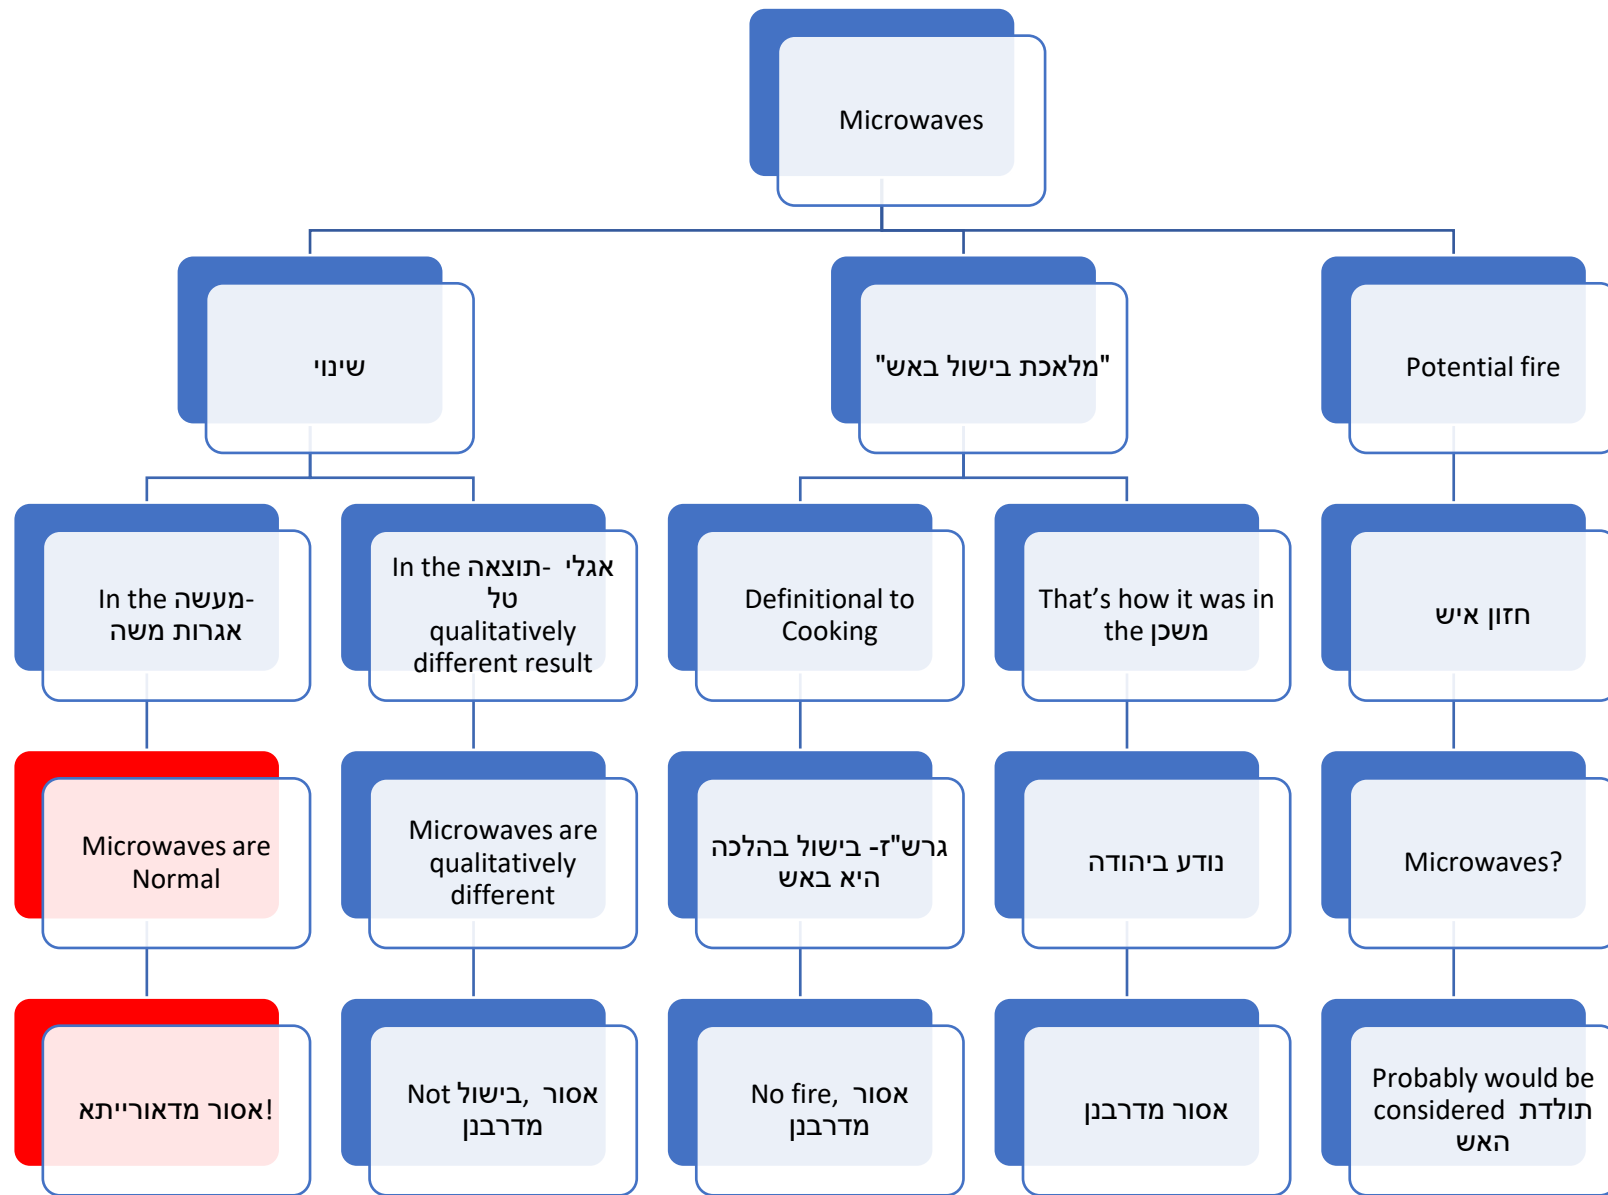 Microwaves
שינוי
"מלאכת בישול באש"
Potential fire
In the מעשה-
אגרות משה
In the תוצאה- אגלי
טל
qualitatively
different result
Definitional to
Cooking
That's how it was in
the משכן
חזון איש
Microwaves are
Normal
Microwaves are
qualitatively
different
גרש"ז- בישול בהלכה
היא באש
נודע ביהודה
Microwaves?
אסור מדאורייתא!
Not בישול, אסור
מדרבנן
No fire, אסור
מדרבנן
אסור מדרבנן
Probably would be
considered תולדת
האש